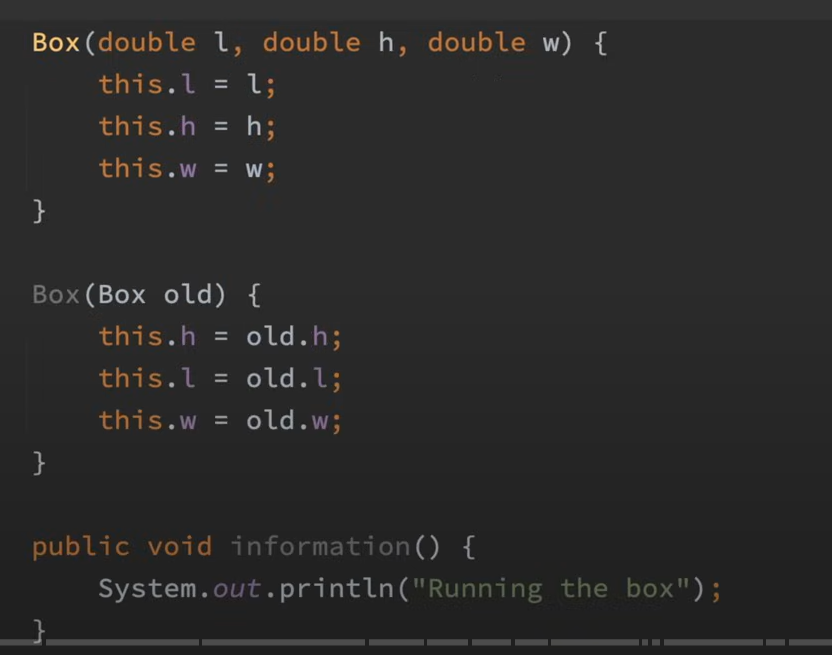 Box(double l, double h, double w) {
    this.l = l;
    this.h = h;
    this.w = w;
}

Box(Box old) {
    this.h = old.h;
    this.l = old.l;
    this.w = old.w;
}

public void information() {
    System.out.println("Running the box");
}